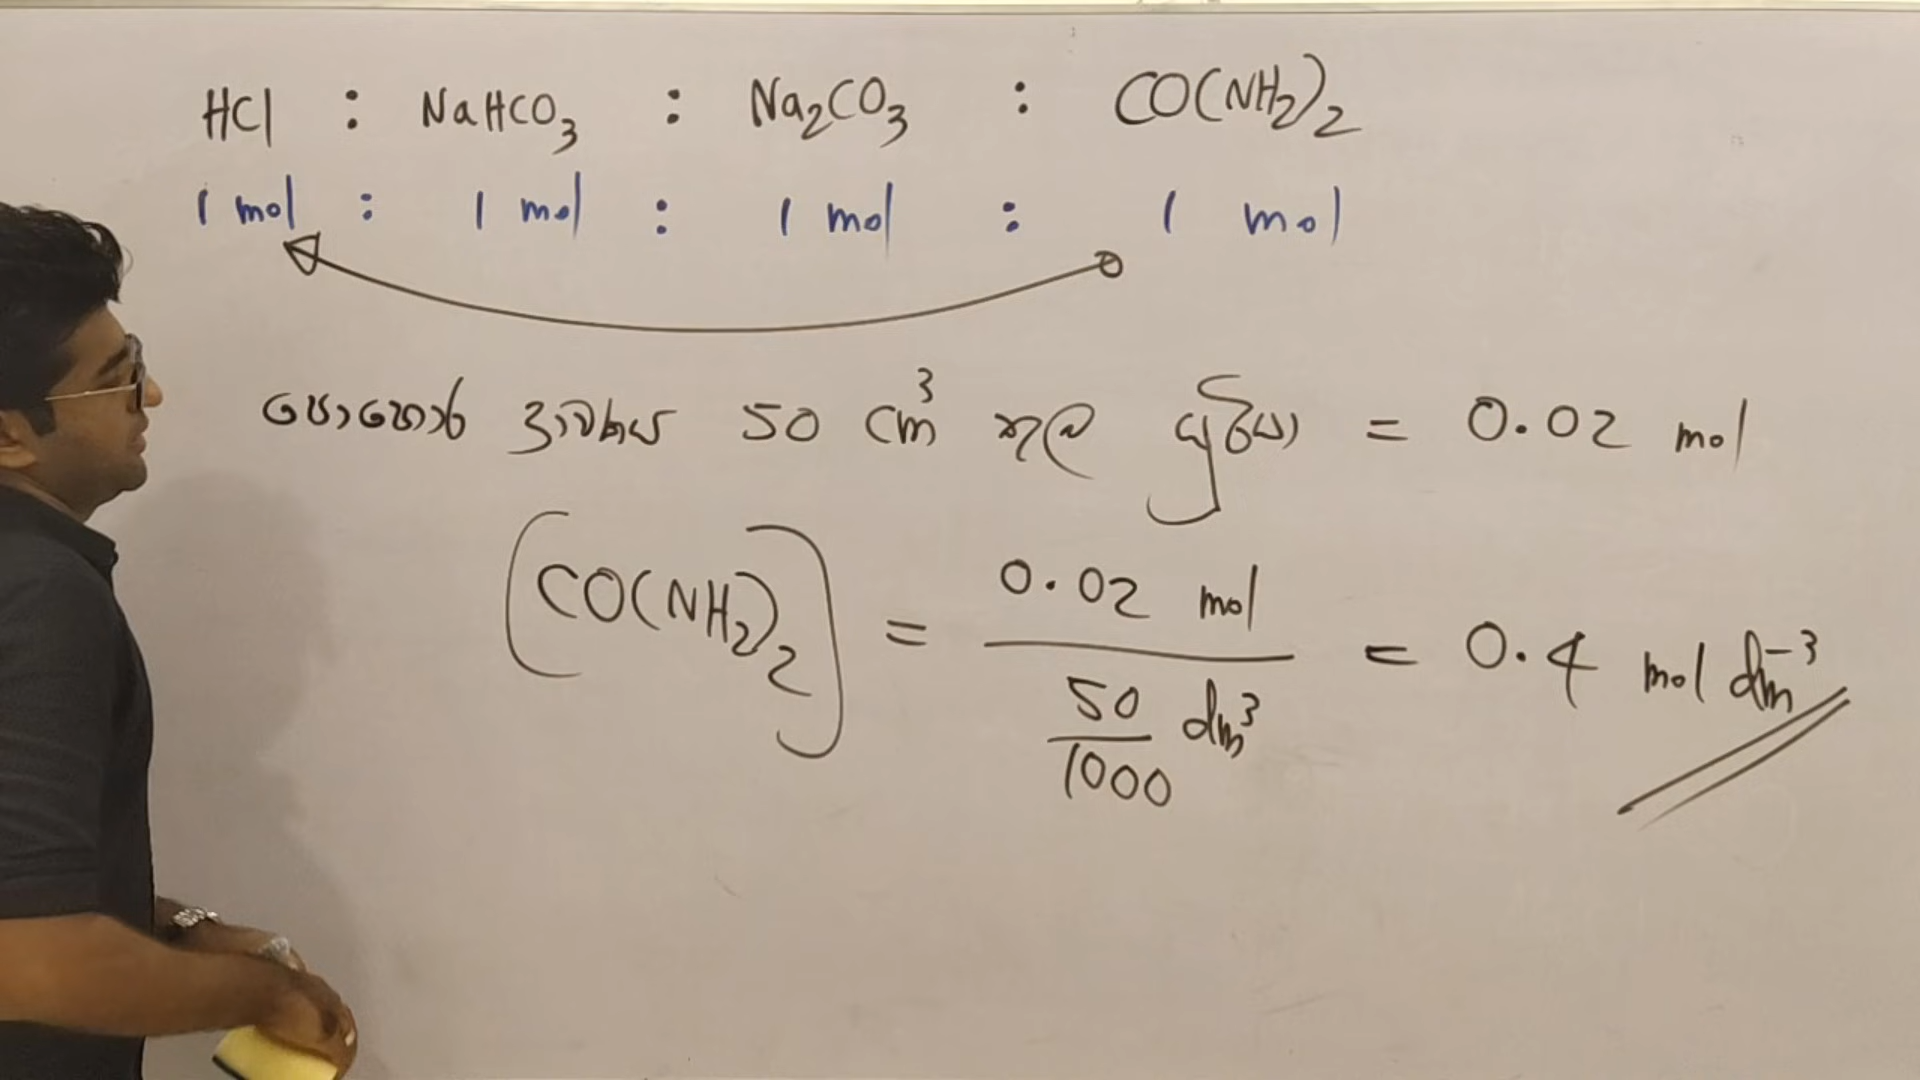 HCl : NaHCO₃ : Na₂CO₃ : CO(NH₂)₂
1 mol : 1 mol : 1 mol : 1 mol
පොහොර ද්‍රාවණ 50 cm³ තුල යූරියා = 0.02 mol
[CO(NH₂)₂] = 0.02 mol / (50/1000 dm³) = 0.4 mol dm⁻³